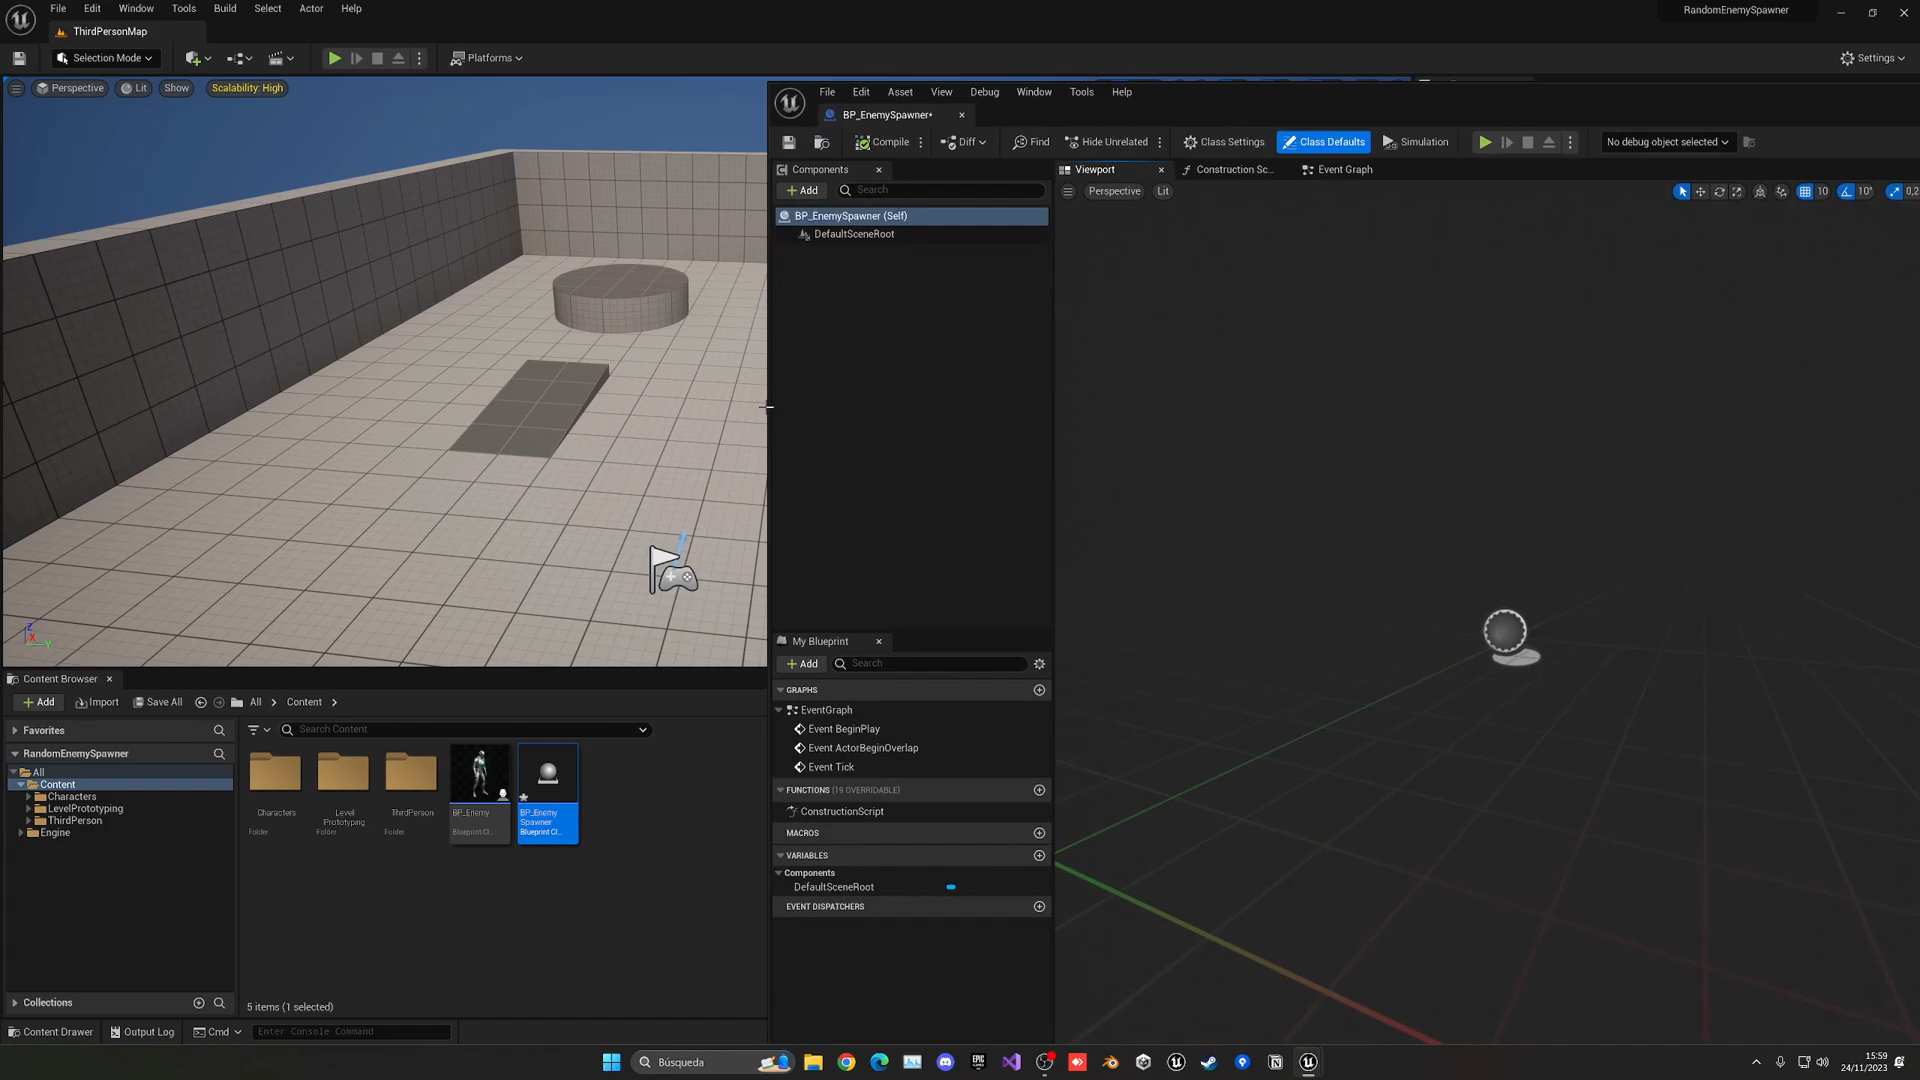 File Edit Window Tools Build Select Actor Help
RandomEnemySpawner
ThirdPersonMap
Selection Mode
Platforms
Settings
Perspective Lit Show Scalability: High
File Edit Asset View Debug Window Tools Help
BP_EnemySpawner•
Compile Diff Find Hide Unrelated Class Settings Class Defaults Simulation No debug object selected
Components
Viewport Construction Sc... Event Graph
Add Search
Perspective Lit 10 10° 0,2
BP_EnemySpawner (Self)
DefaultSceneRoot
Z
X
Y
My Blueprint
Add Search
GRAPHS
EventGraph
Event BeginPlay
Event ActorBeginOverlap
Event Tick
FUNCTIONS (19 OVERRIDABLE)
ConstructionScript
MACROS
VARIABLES
Components
DefaultSceneRoot
EVENT DISPATCHERS
Content Browser
Add Import Save All All Content
Favorites
Search Content
RandomEnemySpawner
All
Content
Characters
LevelPrototyping
ThirdPerson
Engine
Characters
Folder
Level
Prototyping
Folder
ThirdPerson
Folder
BP_Enemy
Blueprint Cl...
BP_Enemy
Spawner
Blueprint Cl...
Collections
5 items (1 selected)
Content Drawer Output Log Cmd Enter Console Command
Búsqueda
EPIC
GAMES
15:59
24/11/2023